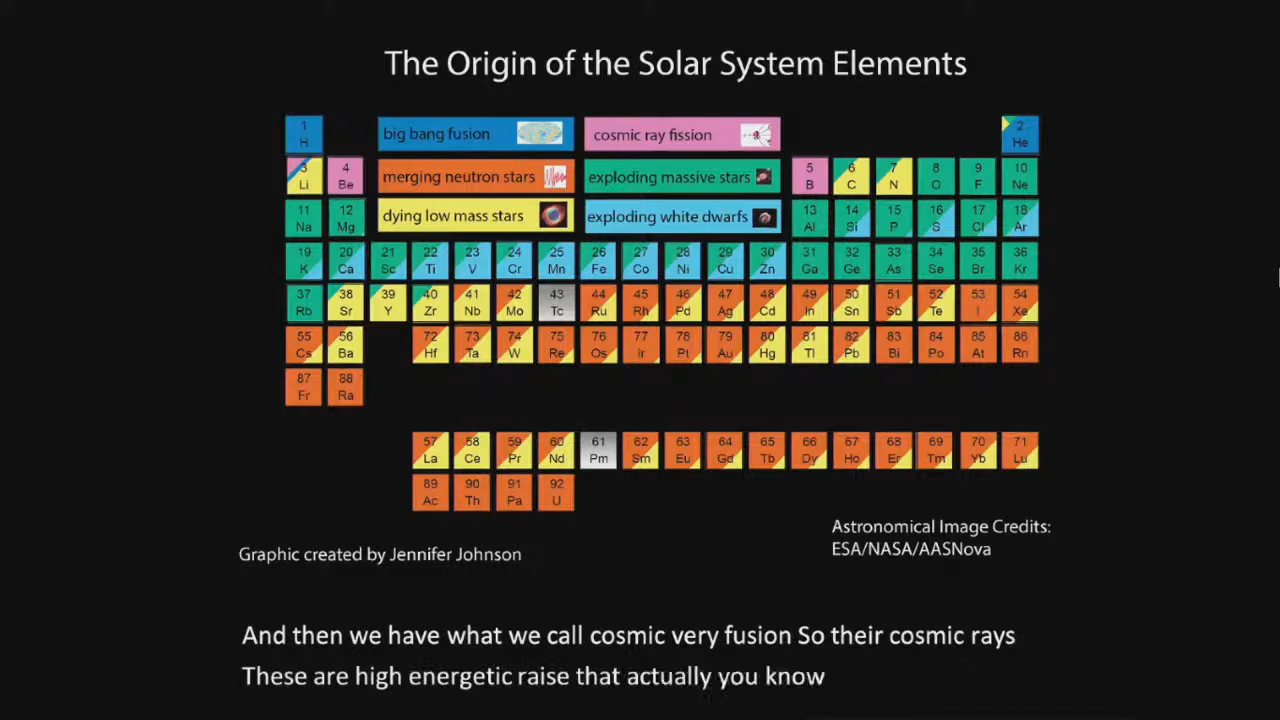 The Origin of the Solar System Elements
1 big bang fusion cosmic ray fission 2
H He
3 4 merging neutron stars exploding massive stars 5 6 7 8 9 10
Li Be B C N O F Ne
11 12 dying low mass stars exploding white dwarfs 13 14 15 16 17 18
Na Mg Al Si P S Cl Ar
19 20 21 22 23 24 25 26 27 28 29 30 31 32 33 34 35 36
K Ca Sc Ti V Cr Mn Fe Co Ni Cu Zn Ga Ge As Se Br Kr
37 38 39 40 41 42 43 44 45 46 47 48 49 50 51 52 53 54
Rb Sr Y Zr Nb Mo Tc Ru Rh Pd Ag Cd In Sn Sb Te I Xe
55 56 72 73 74 75 76 77 78 79 80 81 82 83 84 85 86
Cs Ba Hf Ta W Re Os Ir Pt Au Hg Tl Pb Bi Po At Rn
87 88
Fr Ra
57 58 59 60 61 62 63 64 65 66 67 68 69 70 71
La Ce Pr Nd Pm Sm Eu Gd Tb Dy Ho Er Tm Yb Lu
89 90 91 92
Ac Th Pa U
Astronomical Image Credits:
ESA/NASA/AASNova
Graphic created by Jennifer Johnson
And then we have what we call cosmic very fusion So their cosmic rays
These are high energetic raise that actually you know